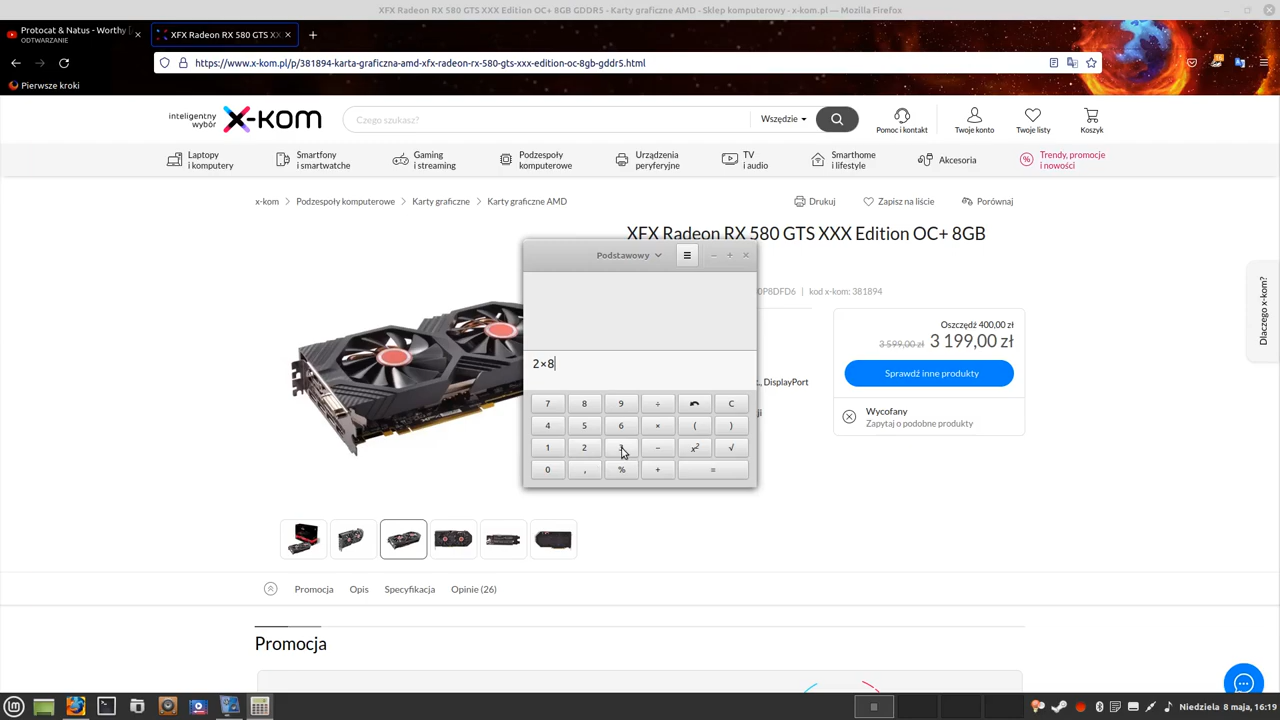 XFX Radeon RX 580 GTS XXX Edition OC+ 8GB GDDR5 - Karty graficzne AMD - Sklep komputerowy - x-kom.pl — Mozilla Firefox
Protocat & Natus - Worthy
ODTWARZANIE
XFX Radeon RX 580 GTS XX
https://www.x-kom.pl/p/381894-karta-graficzna-amd-xfx-radeon-rx-580-gts-xxx-edition-oc-8gb-gddr5.html
Pierwsze kroki
inteligentny
wybór
x-kom
Czego szukasz?
Wszędzie
Pomoc i kontakt
Twoje konto
Twoje listy
Koszyk
Laptopy
i komputery
Smartfony
i smartwatche
Gaming
i streaming
Podzespoły
komputerowe
Urządzenia
peryferyjne
TV
i audio
Smarthome
i lifestyle
Akcesoria
Trendy, promocje
i nowości
x-kom
Podzespoły komputerowe
Karty graficzne
Karty graficzne AMD
Drukuj
Zapisz na liście
Porównaj
XFX Radeon RX 580 GTS XXX Edition OC+ 8GB
Podstawowy
2×8
7 8 9 ÷ C
4 5 6 × ( )
1 2 3 − x² √
0 , % + =
0P8DFD6 | kod x-kom: 381894
., DisplayPort
ji
Oszczędź 400,00 zł
3 599,00 zł 3 199,00 zł
Sprawdź inne produkty
Wycofany
Zapytaj o podobne produkty
Dlaczego x-kom?
Promocja
Opis
Specyfikacja
Opinie (26)
Promocja
Niedziela 8 maja, 16:19